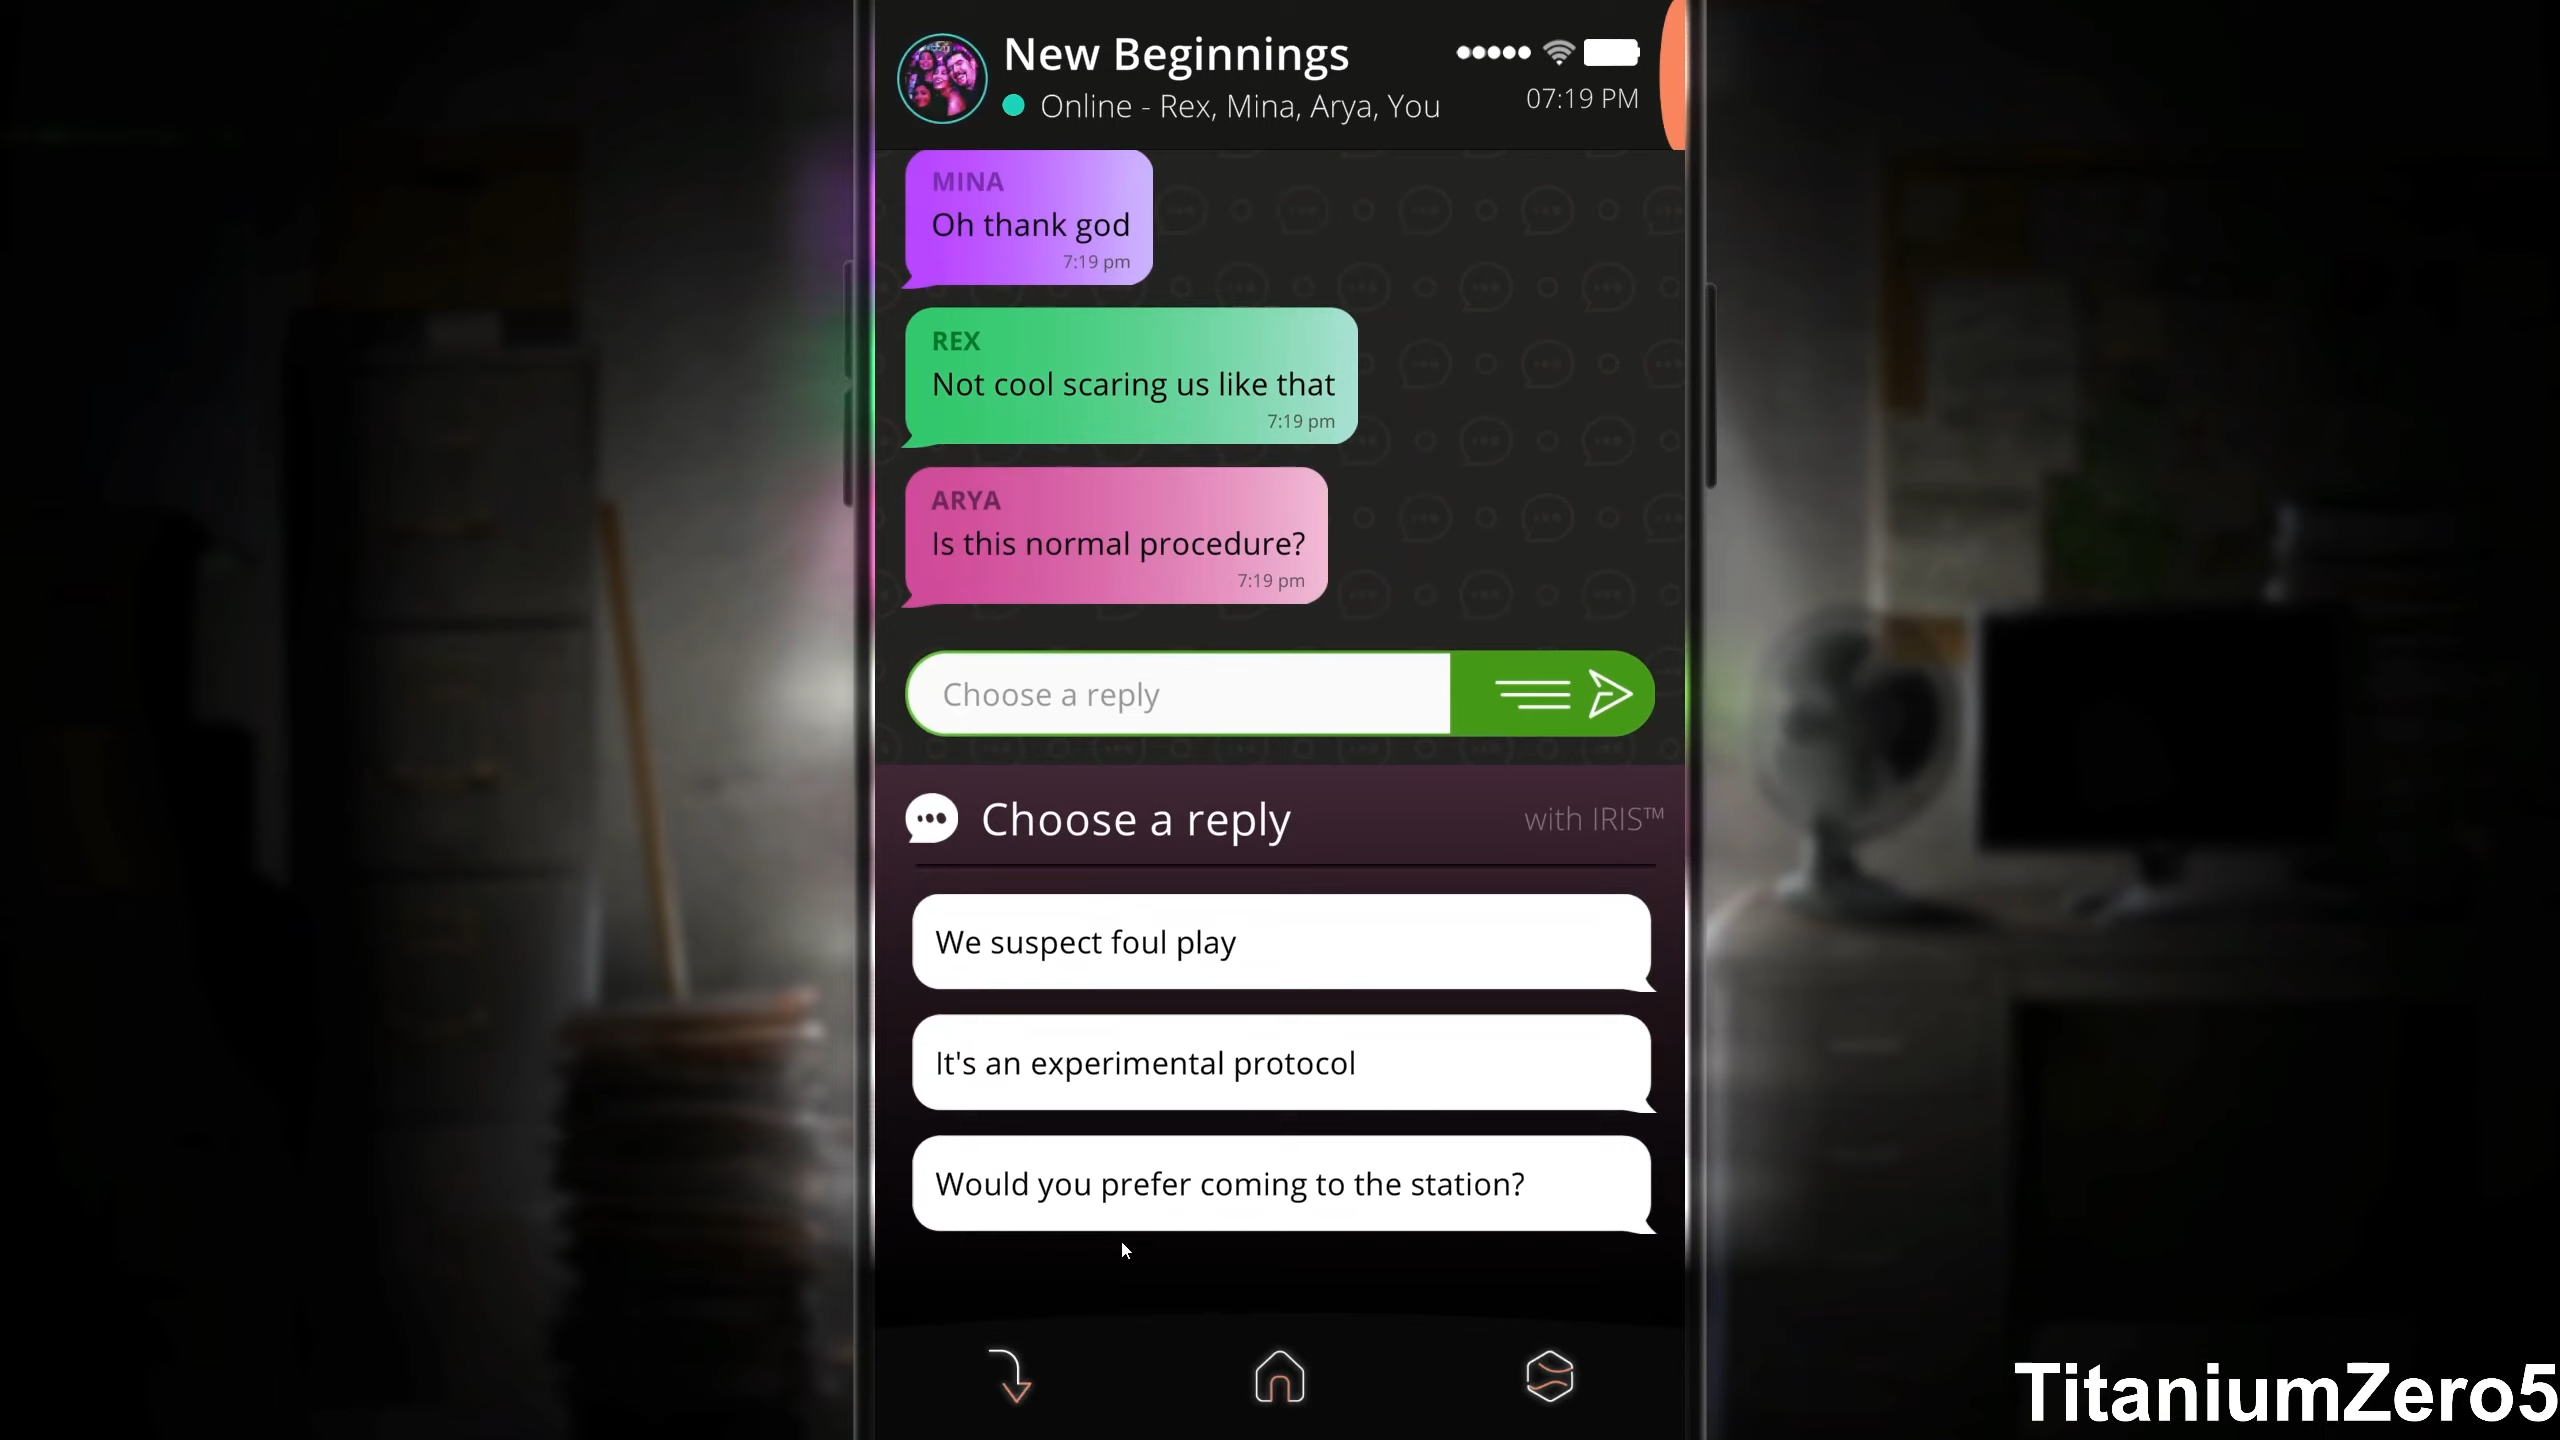 New Beginnings
Online - Rex, Mina, Arya, You
07:19 PM
MINA
Oh thank god
7:19 pm
REX
Not cool scaring us like that
7:19 pm
ARYA
Is this normal procedure?
7:19 pm
Choose a reply
Choose a reply
with IRIS™
We suspect foul play
It's an experimental protocol
Would you prefer coming to the station?
TitaniumZero5